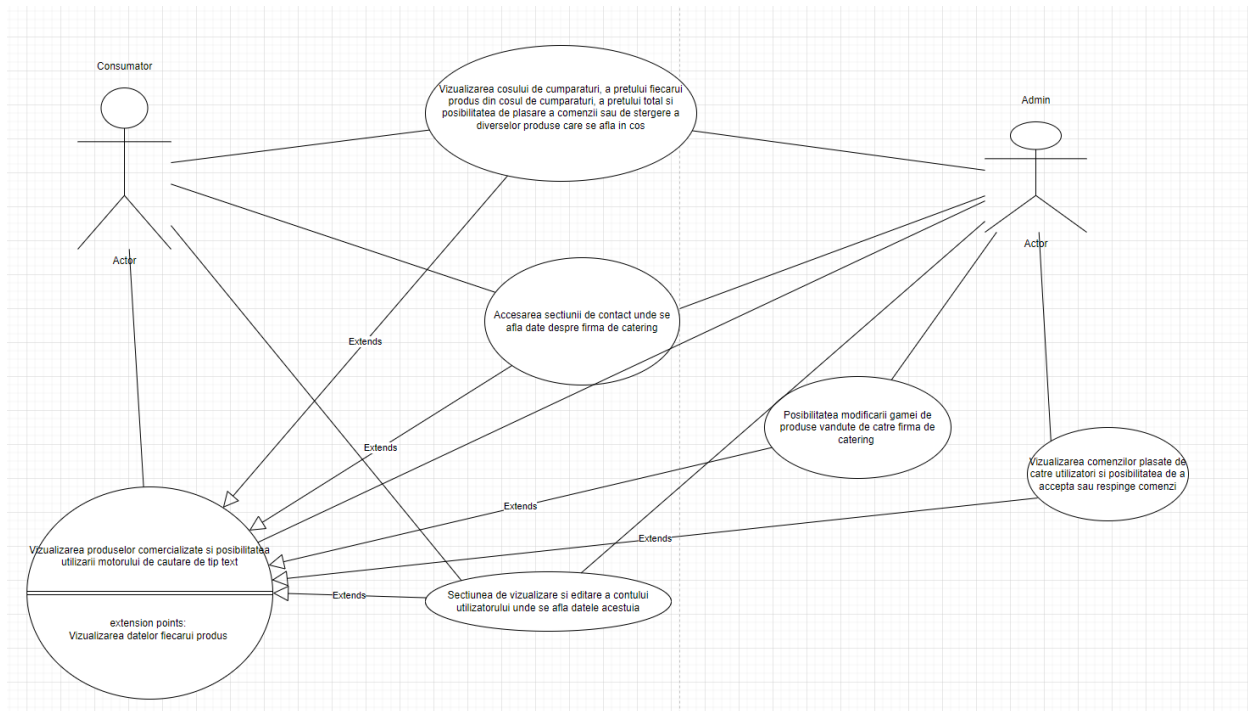 Consumator
Vizualizarea cosului de cumparaturi, a pretului fiecarui
produs din cosul de cumparaturi, a pretului total si
posibilitatea de plasare a comenzii sau de stergere a
diverselor produse care se afla in cos
Admin
Actor
Actor
Accesarea sectiunii de contact unde se
afla date despre firma de catering
Extends
Posibilitatea modificarii gamei de
produse vandute de catre firma de
catering
Extends
Vizualizarea comenzilor plasate de
catre utilizatori si posibilitatea de a
accepta sau respinge comenzi
Extends
Extends
Vizualizarea produselor comercializate si posibilitatea
utilizarii motorului de cautare de tip text
Extends
Sectiunea de vizualizare si editare a contului
utilizatorului unde se afla datele acestuia
extension points:
Vizualizarea datelor fiecarui produs